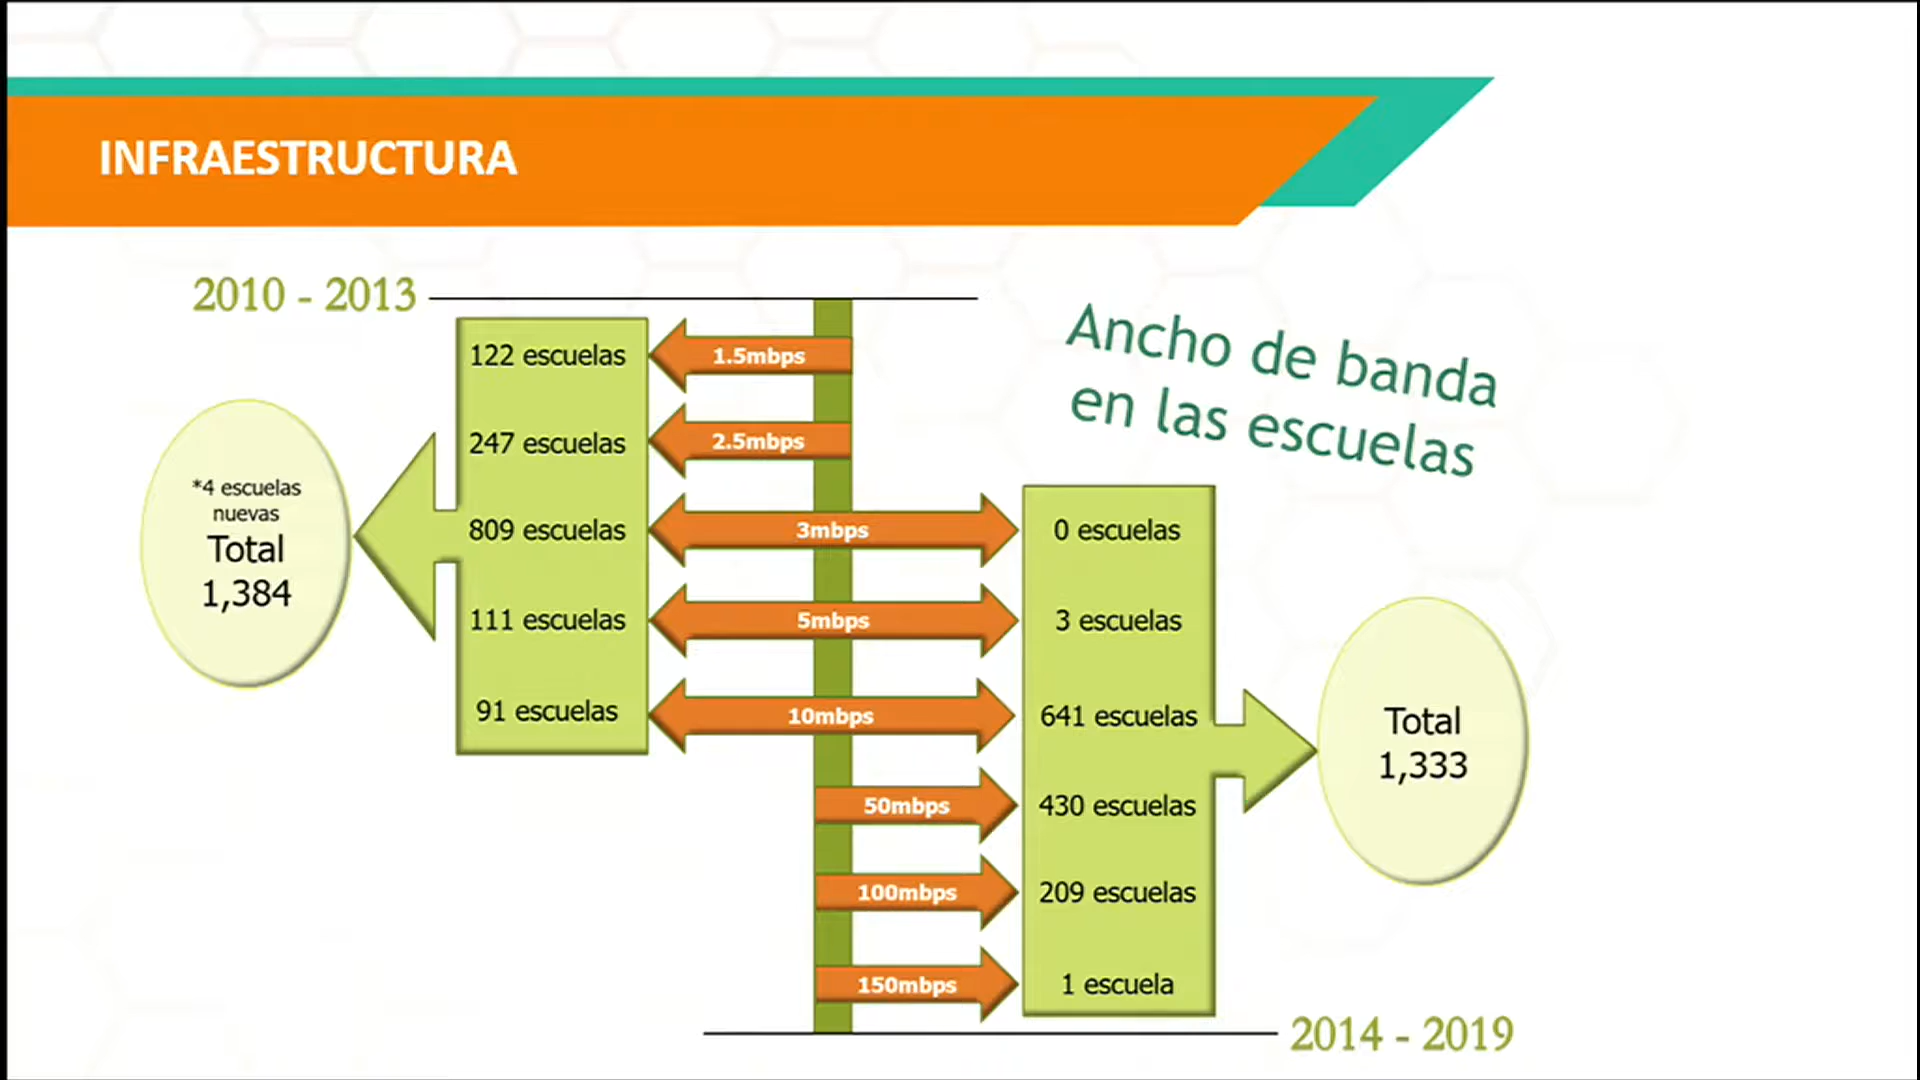 INFRAESTRUCTURA
2010 - 2013
Ancho de banda
en las escuelas
122 escuelas
1.5mbps
247 escuelas
2.5mbps
*4 escuelas
nuevas
Total
1,384
809 escuelas
3mbps
0 escuelas
111 escuelas
5mbps
3 escuelas
91 escuelas
10mbps
641 escuelas
Total
1,333
50mbps
430 escuelas
100mbps
209 escuelas
150mbps
1 escuela
2014 - 2019